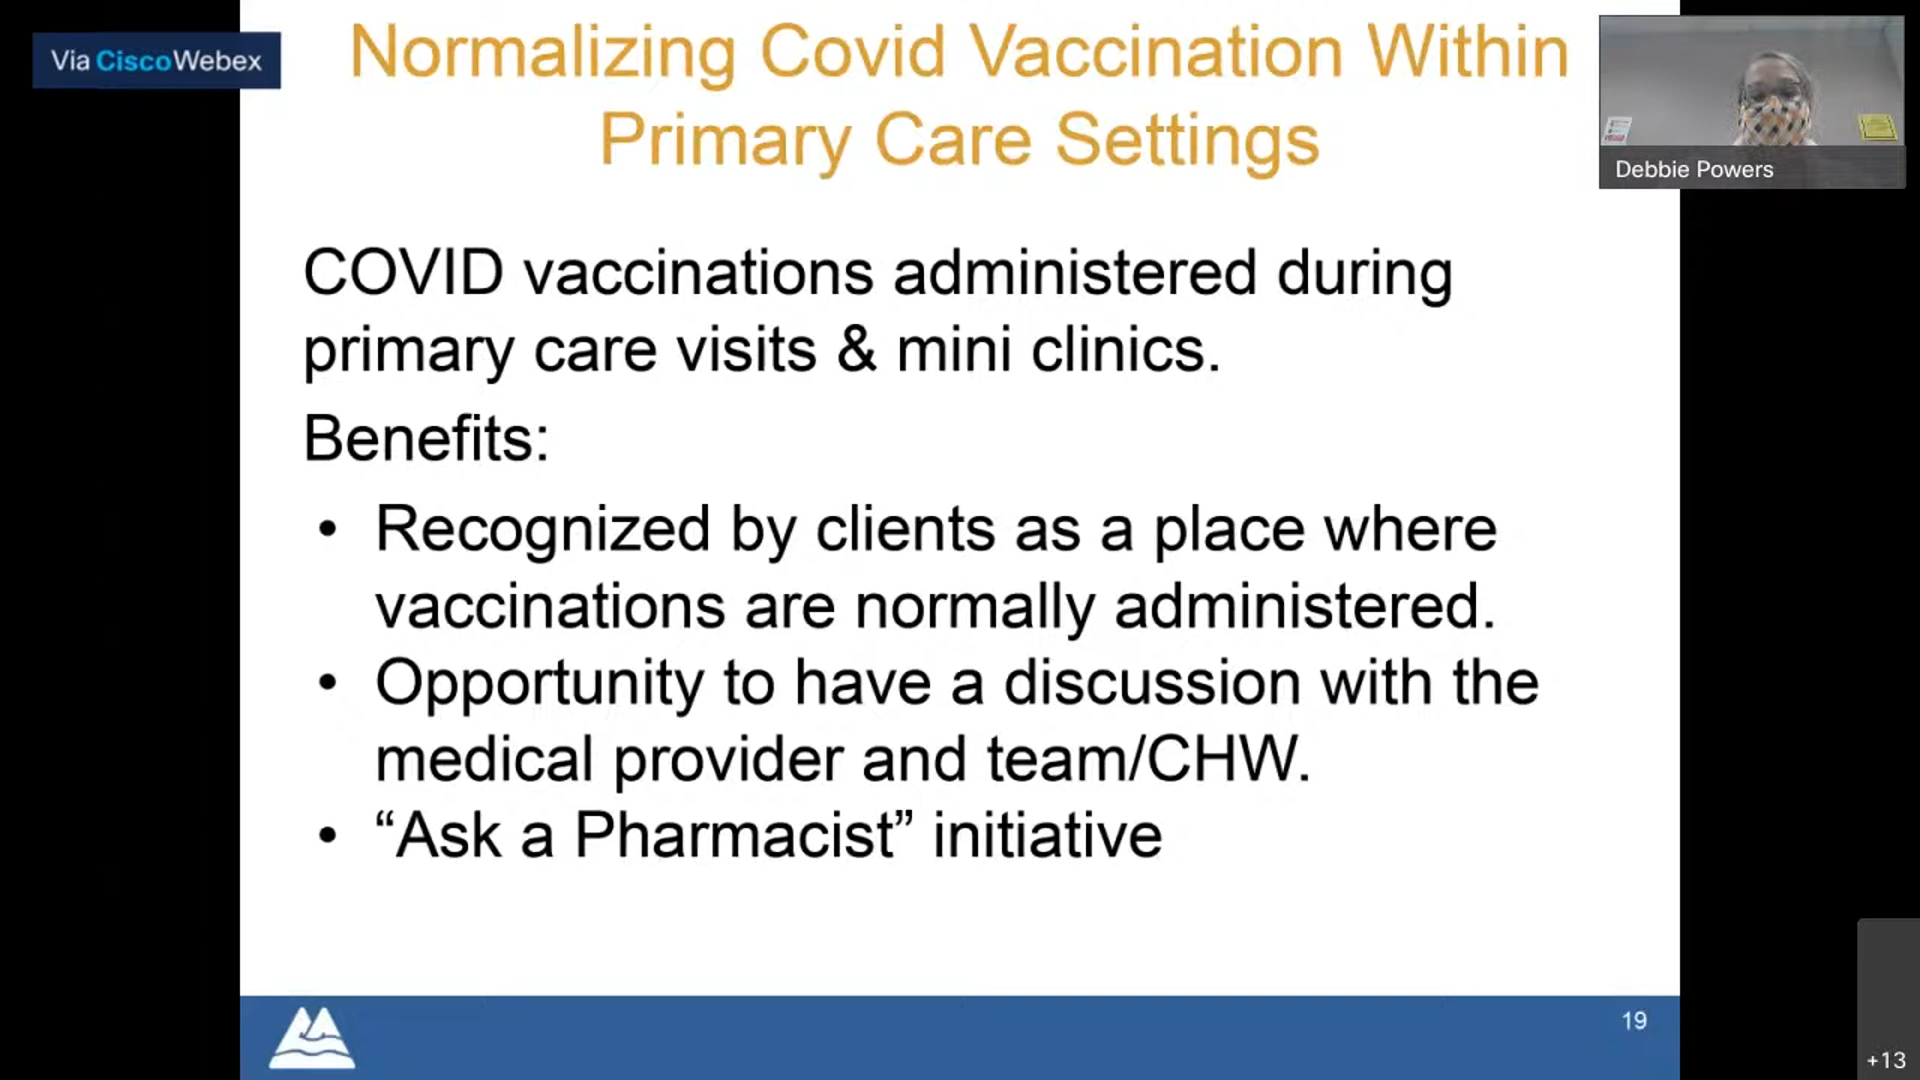 Via CiscoWebex
Normalizing Covid Vaccination Within
Primary Care Settings
Debbie Powers
COVID vaccinations administered during
primary care visits & mini clinics.
Benefits:
• Recognized by clients as a place where
vaccinations are normally administered.
• Opportunity to have a discussion with the
medical provider and team/CHW.
• “Ask a Pharmacist” initiative
19
+13